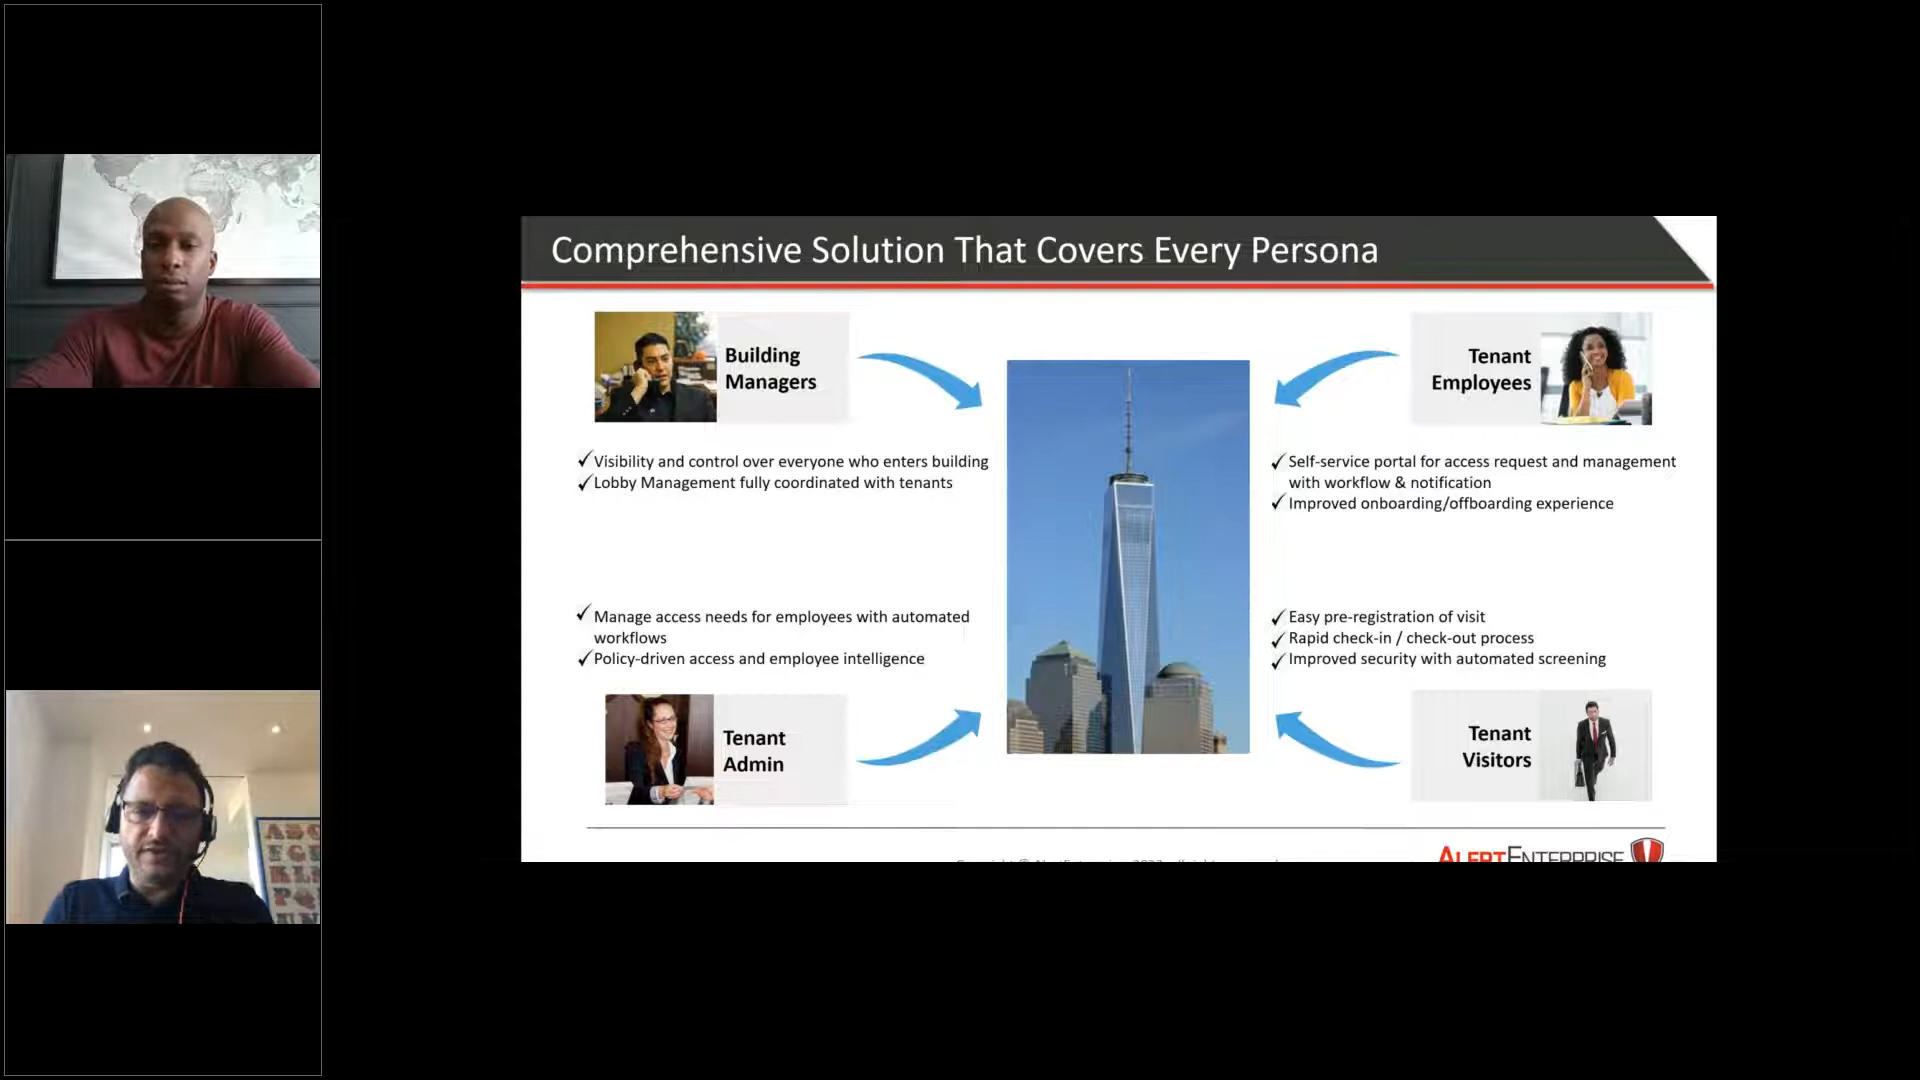 Comprehensive Solution That Covers Every Persona
Building
Managers
Visibility and control over everyone who enters building
Lobby Management fully coordinated with tenants
Manage access needs for employees with automated
workflows
Policy-driven access and employee intelligence
Tenant
Admin
Tenant
Employees
Self-service portal for access request and management
with workflow & notification
Improved onboarding/offboarding experience
Easy pre-registration of visit
Rapid check-in / check-out process
Improved security with automated screening
Tenant
Visitors
ALERTENTERPRISE